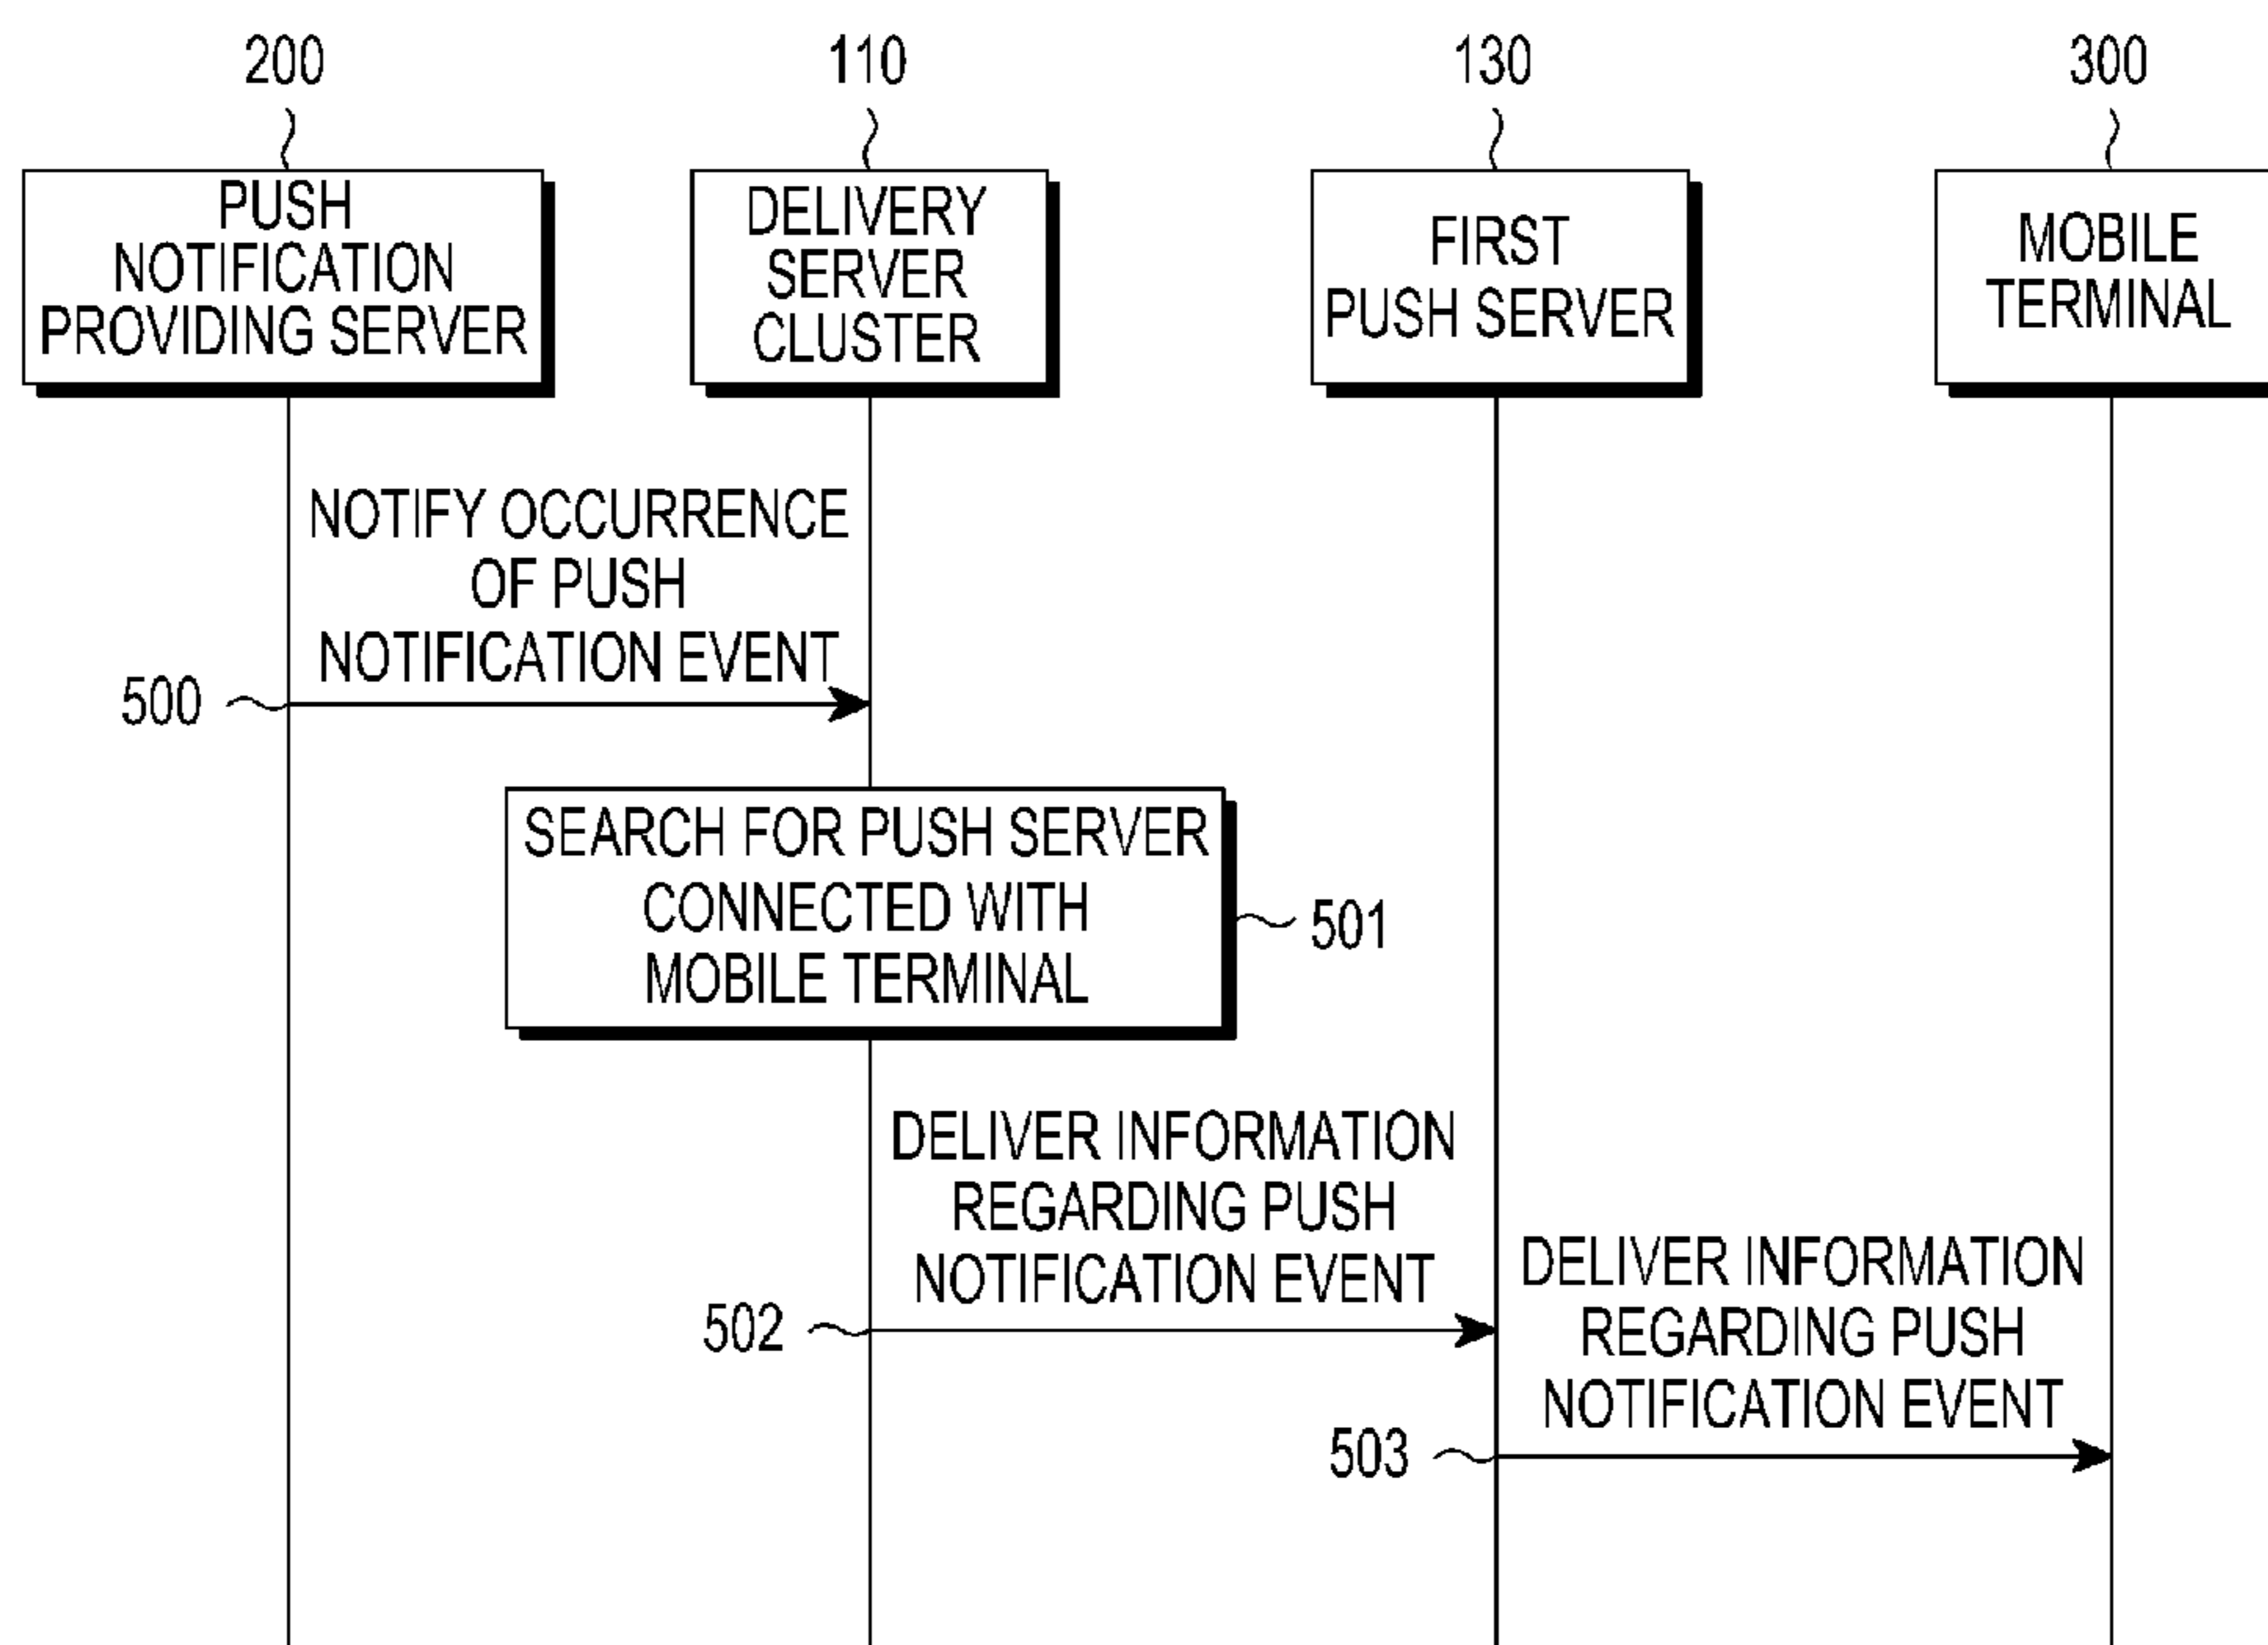 200
110
130
300
PUSH
NOTIFICATION
PROVIDING SERVER
DELIVERY
SERVER
CLUSTER
FIRST
PUSH SERVER
MOBILE
TERMINAL
NOTIFY OCCURRENCE
OF PUSH
NOTIFICATION EVENT
500
SEARCH FOR PUSH SERVER
CONNECTED WITH
MOBILE TERMINAL
501
DELIVER INFORMATION
REGARDING PUSH
NOTIFICATION EVENT
502
DELIVER INFORMATION
REGARDING PUSH
NOTIFICATION EVENT
503